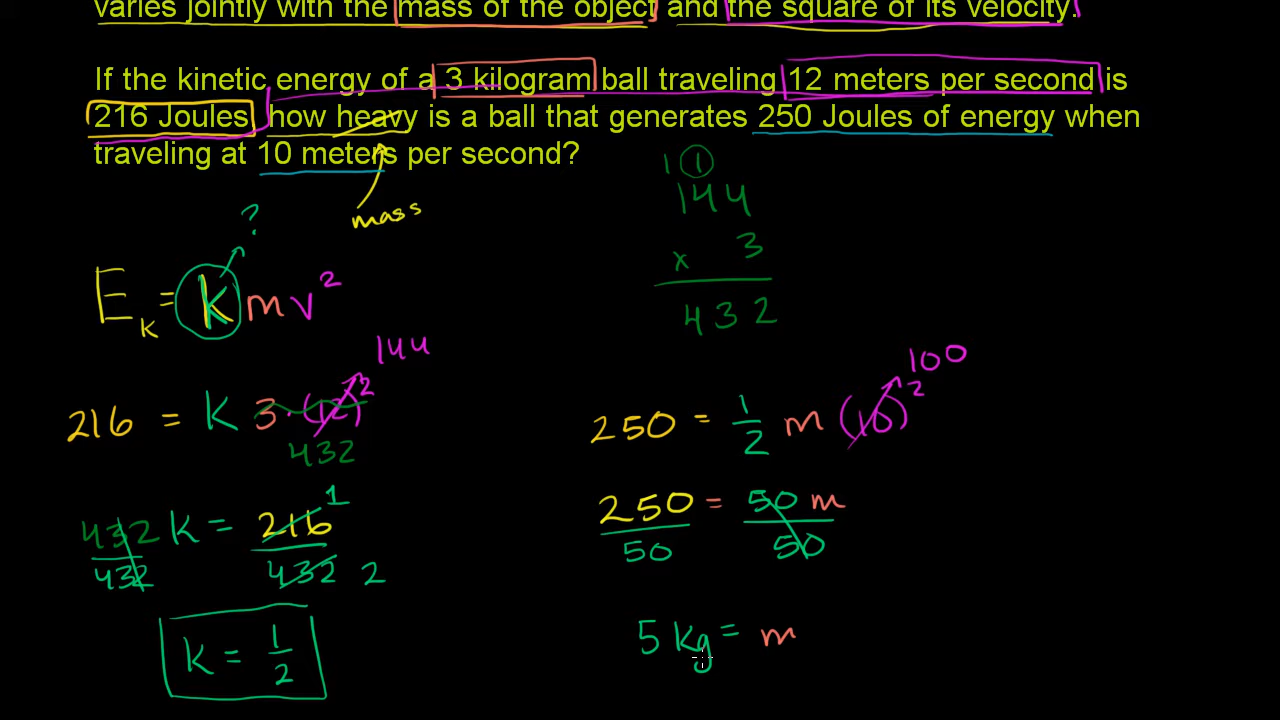 varies jointly with the mass of the object and the square of its velocity.
If the kinetic energy of a 3 kilogram ball traveling 12 meters per second is
216 Joules, how heavy is a ball that generates 250 Joules of energy when
traveling at 10 meters per second?
mass
?
E_K = k m v²
1 1
144
x 3
432
144
216 = K 3·(12)²
432
100
250 = 1/2 m (10)²
432 K = 216 1
432 432 2
250 = 50 m
50 50
K = 1/2
5 kg = m